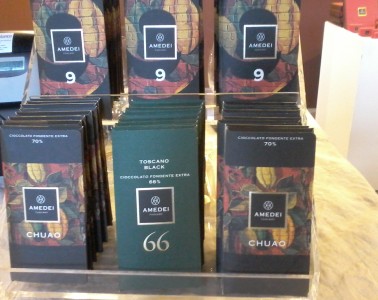 AMEDEI
9
AMEDEI
9
AMEDEI
9
CIOCCOLATO FONDENTE EXTRA
70%
AMEDEI
CHUAO
TOSCANO
BLACK
CIOCCOLATO FONDENTE EXTRA
66%
AMEDEI
66
CIOCCOLATO FONDENTE EXTRA
70%
AMEDEI
CHUAO